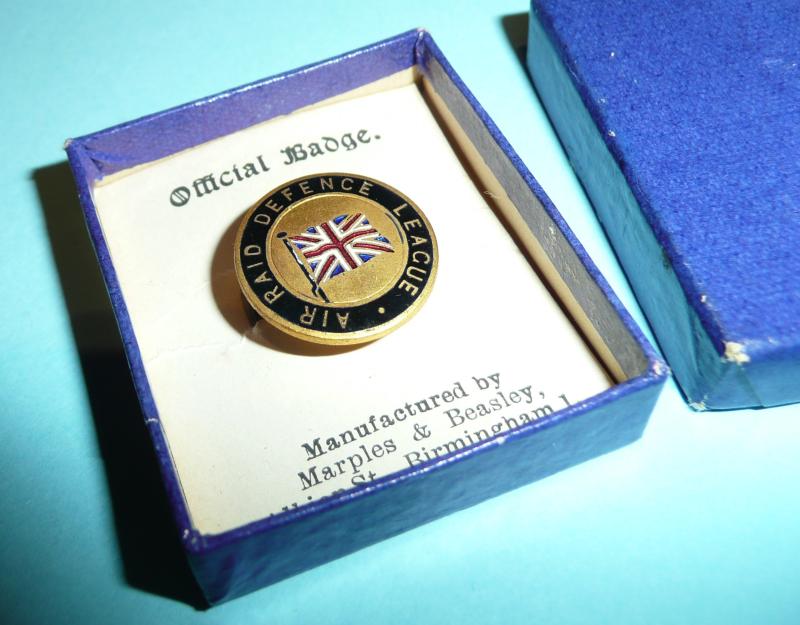 Official Badge.
AIR RAID DEFENCE LEAGUE
Manufactured by
Marples & Beasley,
St. Birmingham 1